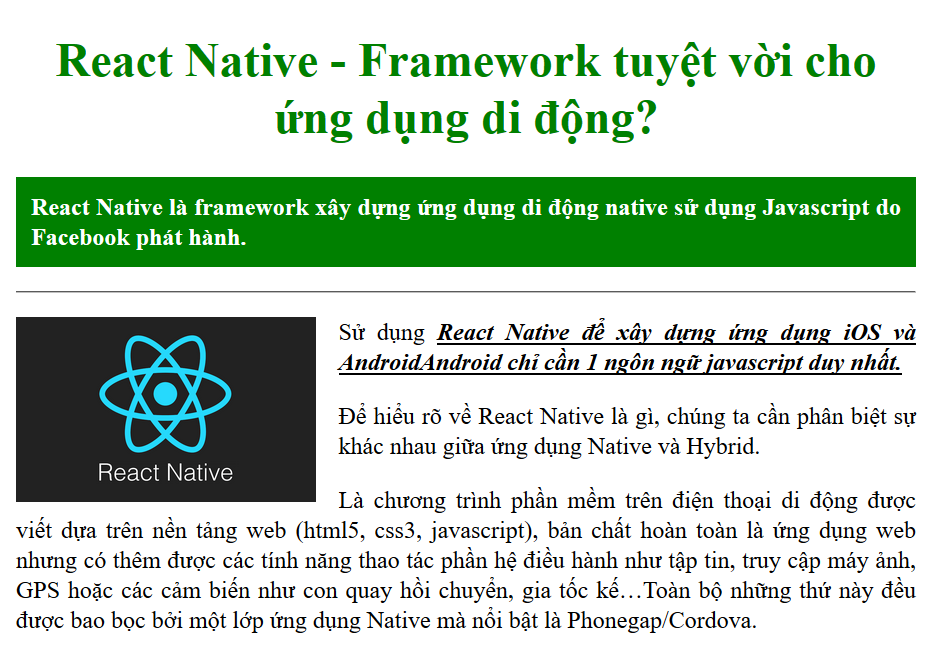 React Native - Framework tuyệt vời cho
ứng dụng di động?
React Native là framework xây dựng ứng dụng di động native sử dụng Javascript do
Facebook phát hành.
React Native
Sử dụng React Native để xây dựng ứng dụng iOS và
AndroidAndroid chỉ cần 1 ngôn ngữ javascript duy nhất.
Để hiểu rõ về React Native là gì, chúng ta cần phân biệt sự
khác nhau giữa ứng dụng Native và Hybrid.
Là chương trình phần mềm trên điện thoại di động được
viết dựa trên nền tảng web (html5, css3, javascript), bản chất hoàn toàn là ứng dụng web
nhưng có thêm được các tính năng thao tác phần hệ điều hành như tập tin, truy cập máy ảnh,
GPS hoặc các cảm biến như con quay hồi chuyển, gia tốc kế…Toàn bộ những thứ này đều
được bao bọc bởi một lớp ứng dụng Native mà nổi bật là Phonegap/Cordova.